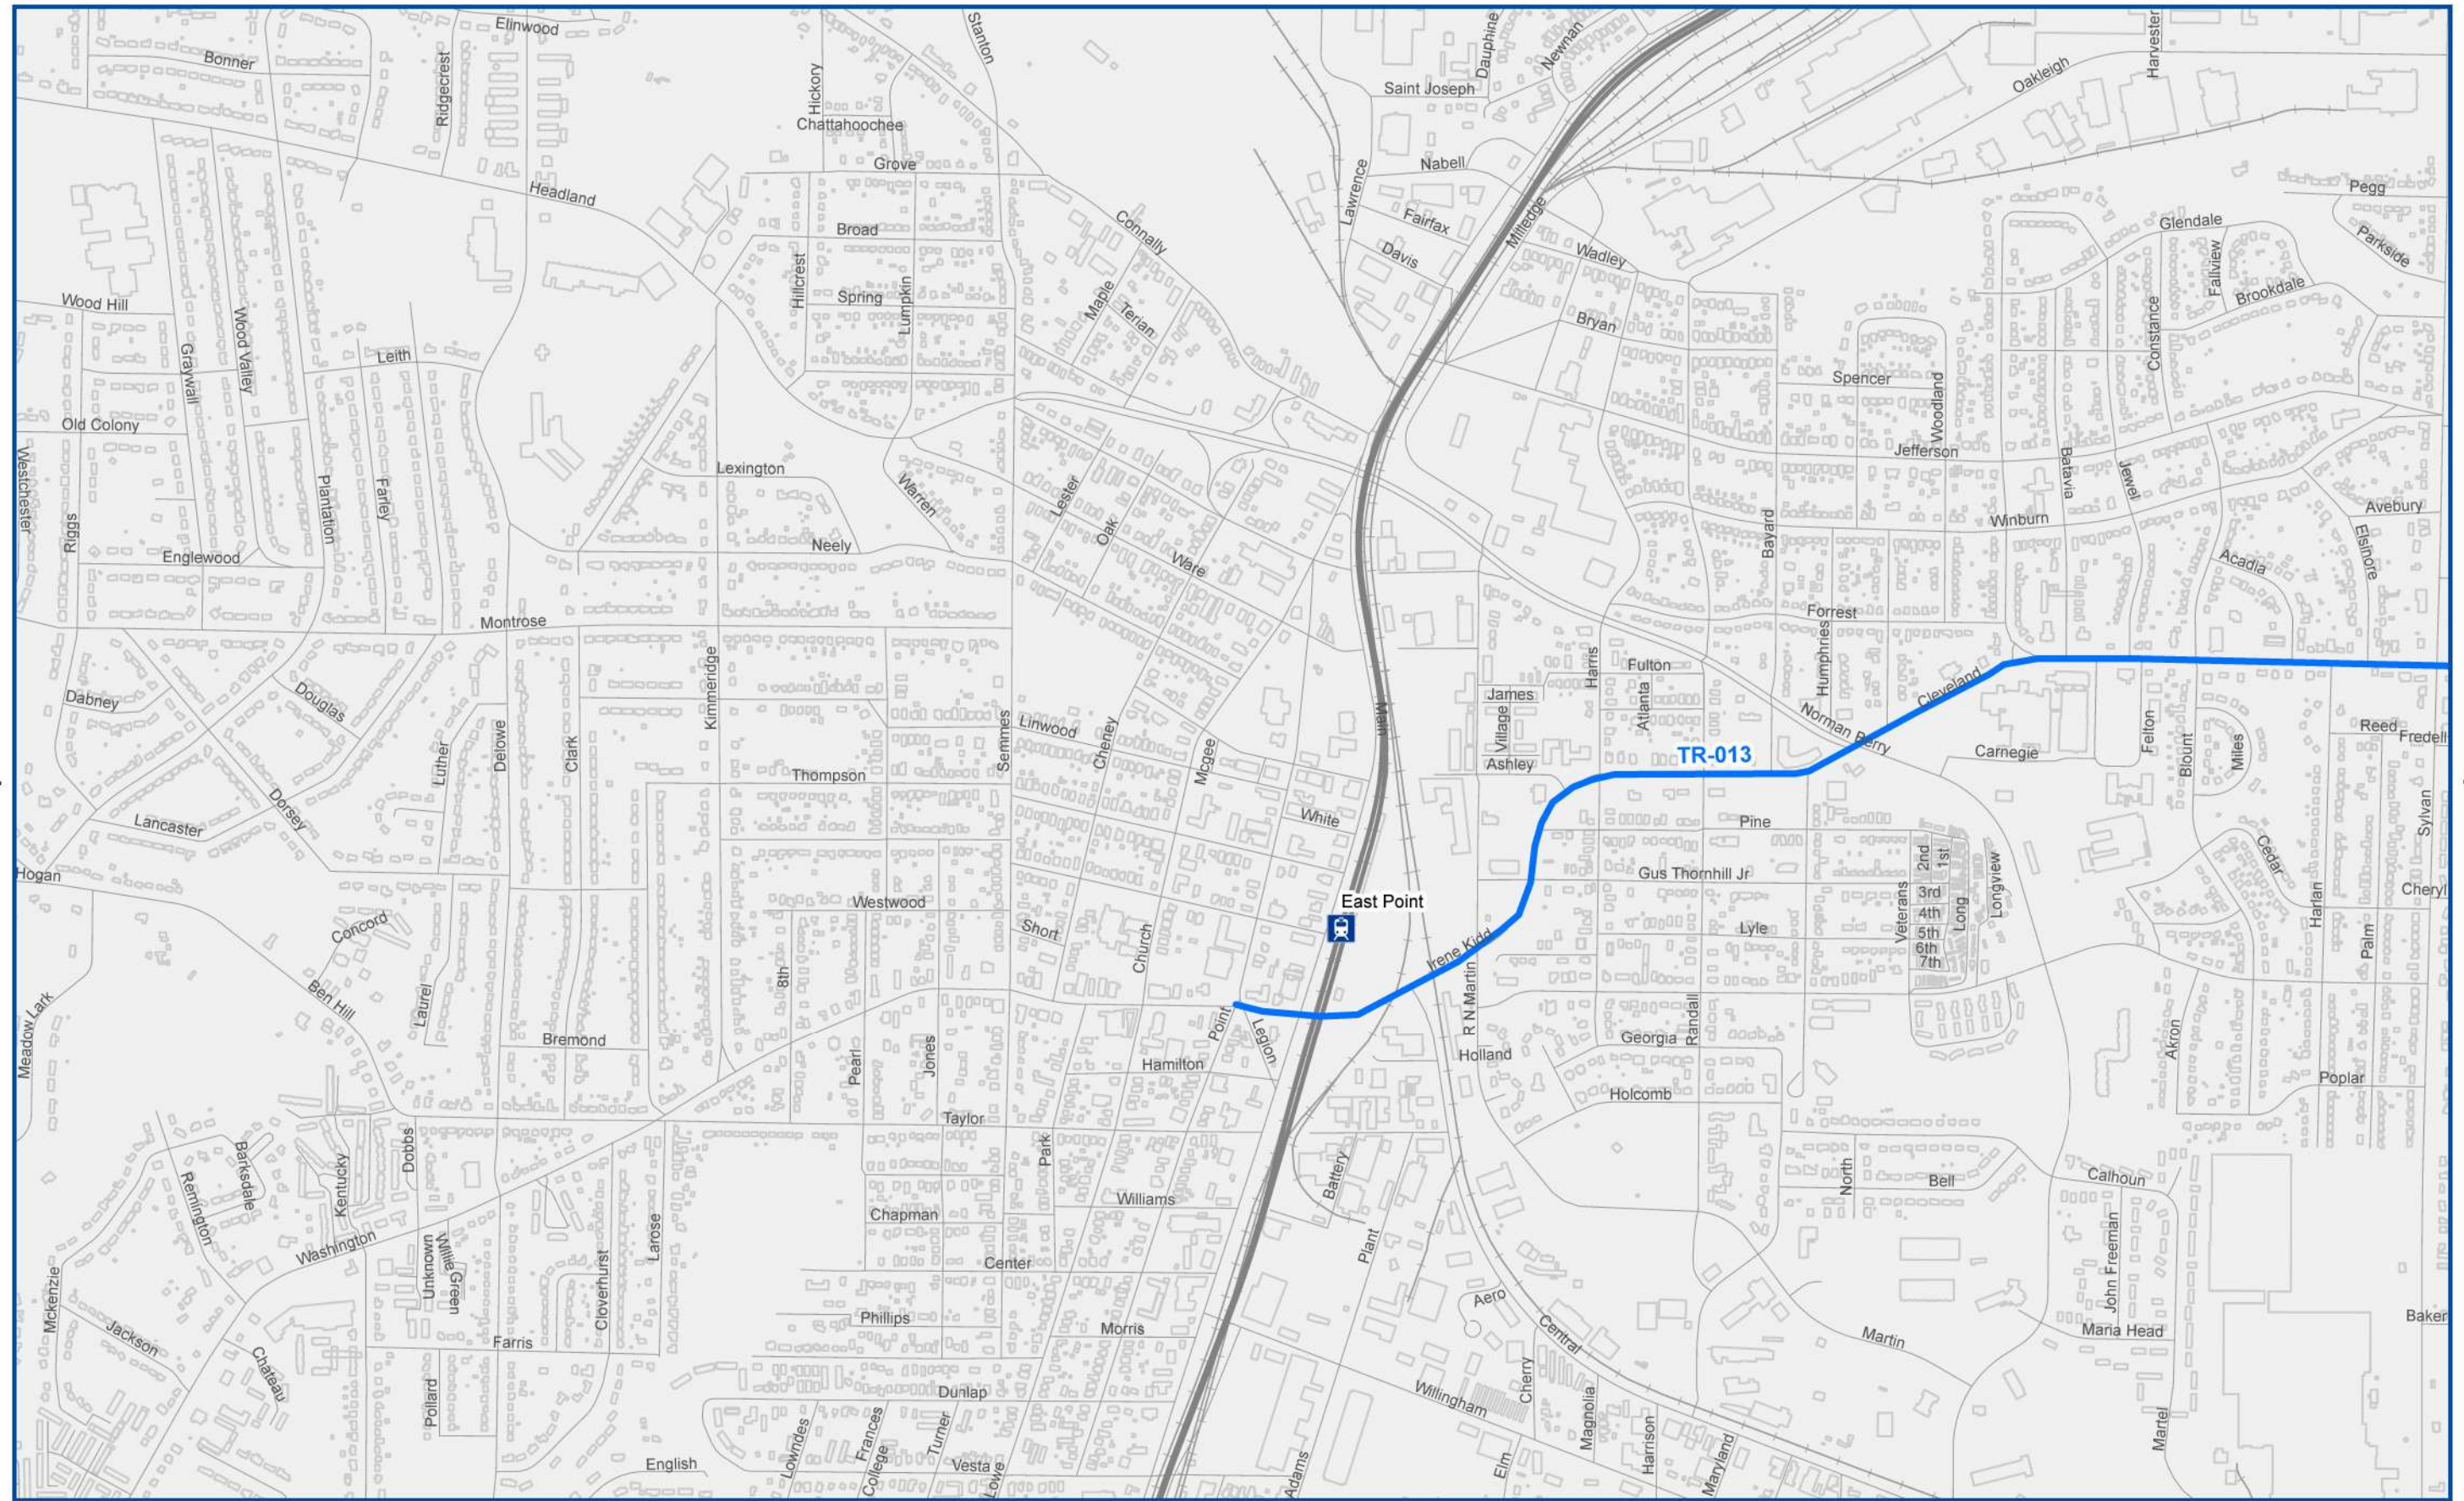 Elinwood
Stanton
Dauphine
Newnan
Harvester
Bonner
Ridgecrest
Hickory
Saint Joseph
Oakleigh
Chattahoochee
Grove
Nabell
Lawrence
Headland
Pegg
Connally
Fairfax
Milledge
Glendale
Broad
Davis
Wadley
Fallview
Parkside
Hillcrest
Lumpkin
Spring
Maple
Terian
Brookdale
Wood Hill
Wood Valley
Graywall
Leith
Bryan
Constance
Spencer
Woodland
Old Colony
Westchester
Plantation
Farley
Lexington
Warren
Lester
Oak
Jefferson
Batavia
Jewel
Riggs
Englewood
Neely
Ware
Bayard
Winburn
Avebury
Elsinore
Acadia
Montrose
Forrest
Humphries
Kimmeridge
Harris
Fulton
Dabney
Douglas
James
Atlanta
Cleveland
Village
Main
Norman Berry
Luther
Delowe
Clark
Semmes
Linwood
Cheney
Mcgee
Felton
Blount
Miles
Reed
Fredell
TR-013
Ashley
Carnegie
Thompson
Dorsey
Lancaster
White
Pine
Sylvan
2nd
1st
Cedar
Hogan
Gus Thornhill Jr
Longview
Cheryl
Westwood
East Point
3rd
Veterans
4th
Long
Harlan
Concord
Short
Church
Irene Kidd
Lyle
5th
6th
7th
Palm
8th
Ben Hill
Laurel
Meadow Lark
Point
Legion
R N Martin
Randall
Bremond
Pearl
Jones
Hamilton
Holland
Georgia
Akron
Poplar
Holcomb
Taylor
Dobbs
Park
Barksdale
Kentucky
Remington
Battery
North
Bell
Calhoun
Williams
Chapman
Larose
Washington
Unknown
Willie Green
Plant
John Freeman
Center
Mckenzie
Cloverhurst
Aero
Phillips
Morris
Central
Martin
Maria Head
Baker
Jackson
Farris
Chateau
Pollard
Dunlap
Willingham
Cherry
Magnolia
Lowndes
Frances
College
Turner
Harrison
Maryland
Martel
English
Vesta
Lowe
Adams
Elm